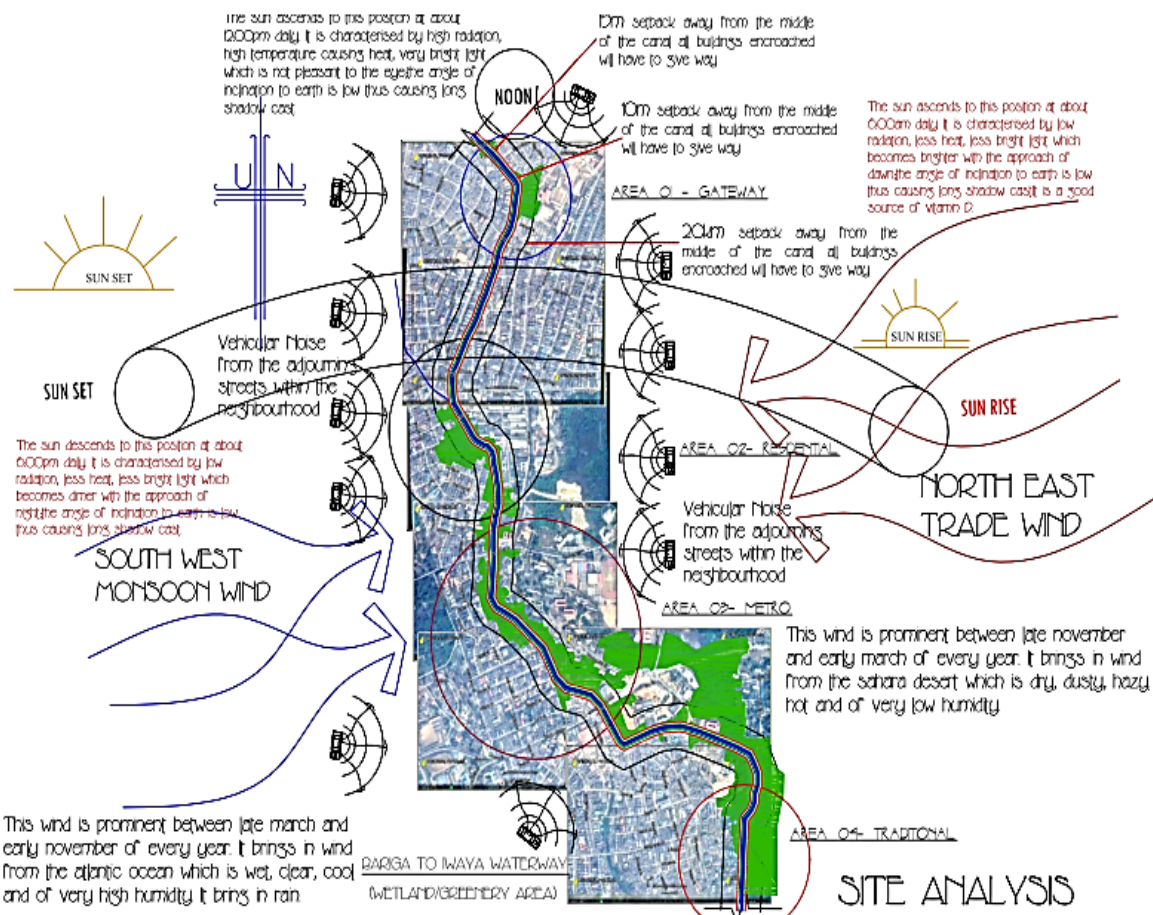 The sun ascends to this position at about
12:00pm daily it is characterised by high radiation,
high temperature causing heat, very bright light
which is not pleasant to the eye,the angle of
inclination to earth is low thus causing long
shadow cast
NOON
15m setback away from the middle
of the canal all buildings encroached
will have to give way
10m setback away from the middle
of the canal all buildings encroached
will have to give way
AREA 01 - GATEWAY
20km setback away from the
middle of the canal all buildings
encroached will have to give way
The sun ascends to this position at about
6:00am daily it is characterised by low
radiation, less heat, less bright light which
becomes brighter with the approach of
dawn,the angle of inclination to earth is low
thus causing long shadow cast,it is a good
source of vitamin D
U N
SUN SET
SUN RISE
Vehicular Noise
from the adjourning
streets within the
neighbourhood
SUN SET
SUN RISE
The sun descends to this position at about
6:00pm daily it is characterised by low
radiation, less heat, less bright light which
becomes dimer with the approach of
night,the angle of inclination to earth is low
thus causing long shadow cast
AREA 02- RESIDENTAL
NORTH EAST
TRADE WIND
Vehicular Noise
from the adjourning
streets within the
neighbourhood
SOUTH WEST
MONSOON WIND
AREA 03- METRO
This wind is prominent between late november
and early march of every year. it brings in wind
from the sahara desert which is dry, dusty, hazy
hot and of very low humidity
This wind is prominent between late march and
early november of every year. it brings in wind
from the atlantic ocean which is wet, clear, cool
and of very high humidity it bring in rain
BARIGA TO IWAYA WATERWAY
(WETLAND/GREENERY AREA)
AREA 04- TRADITIONAL
SITE ANALYSIS